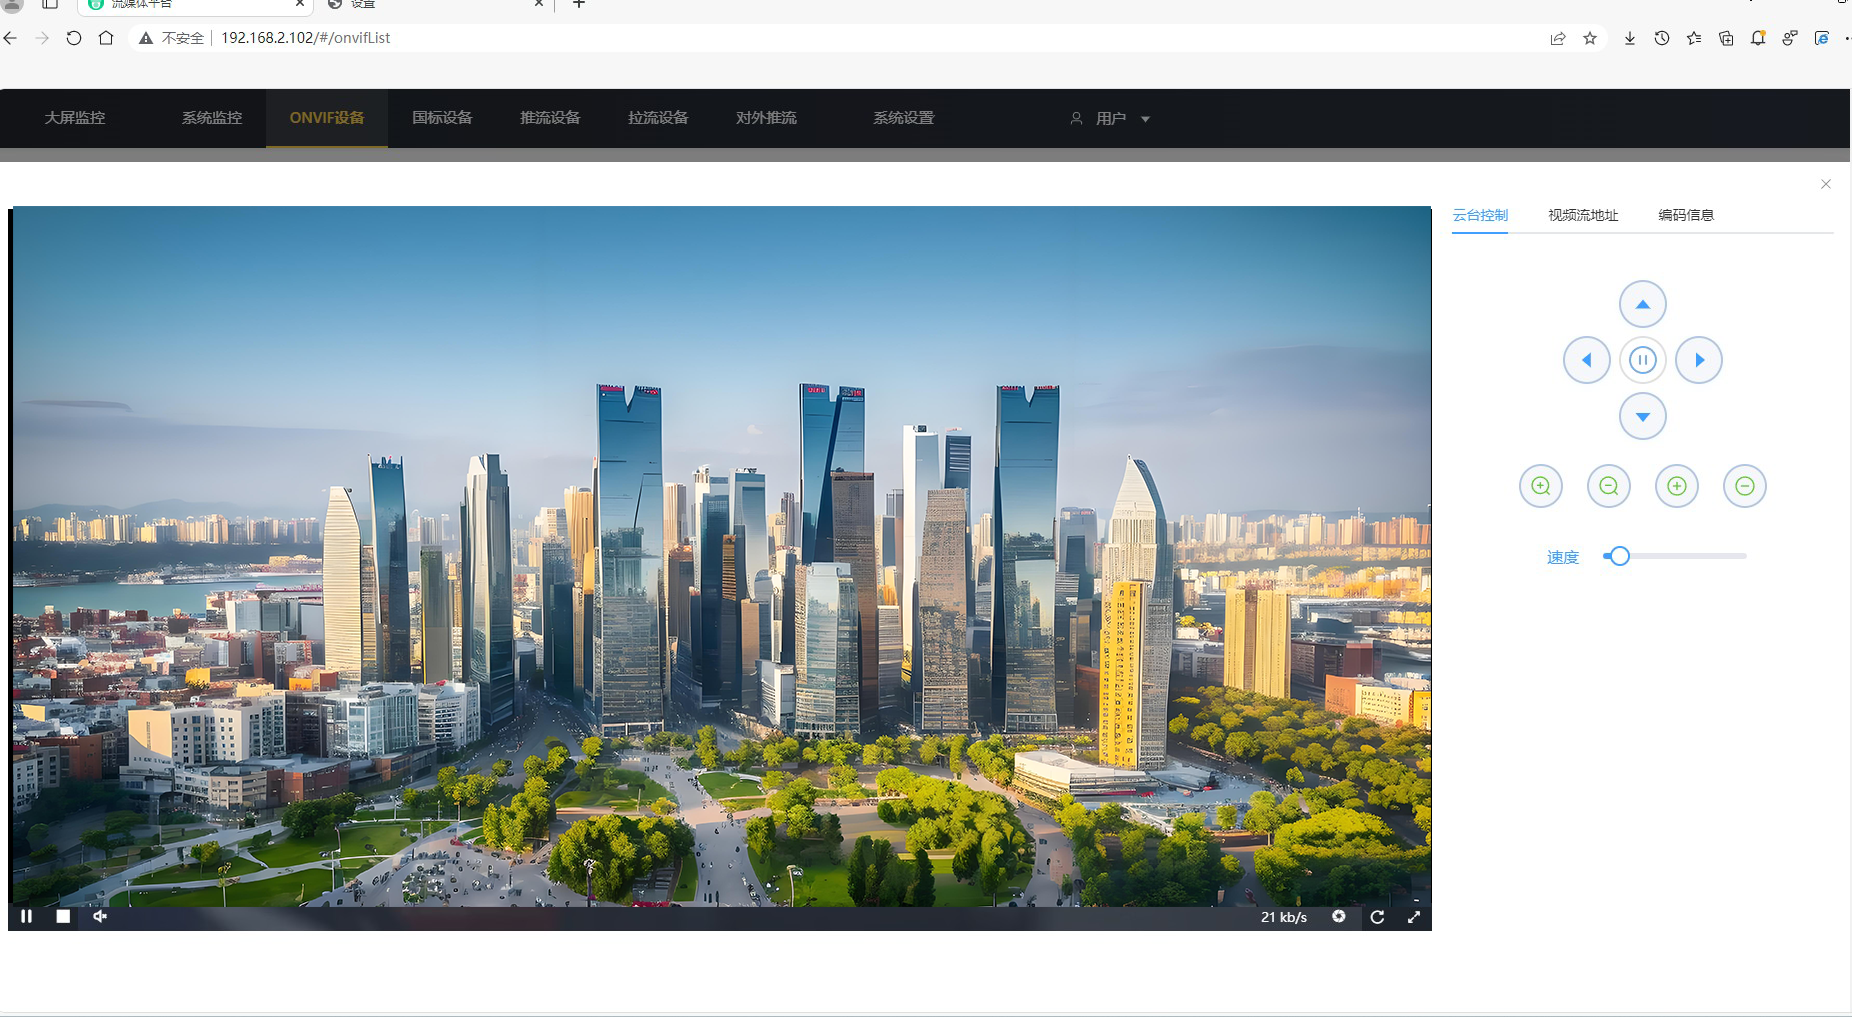 流媒体平台
设置
不安全 192.168.2.102/#/onvifList
大屏监控 系统监控 ONVIF设备 国标设备 推流设备 拉流设备 对外推流 系统设置 用户
云台控制 视频流地址 编码信息
速度
21 kb/s